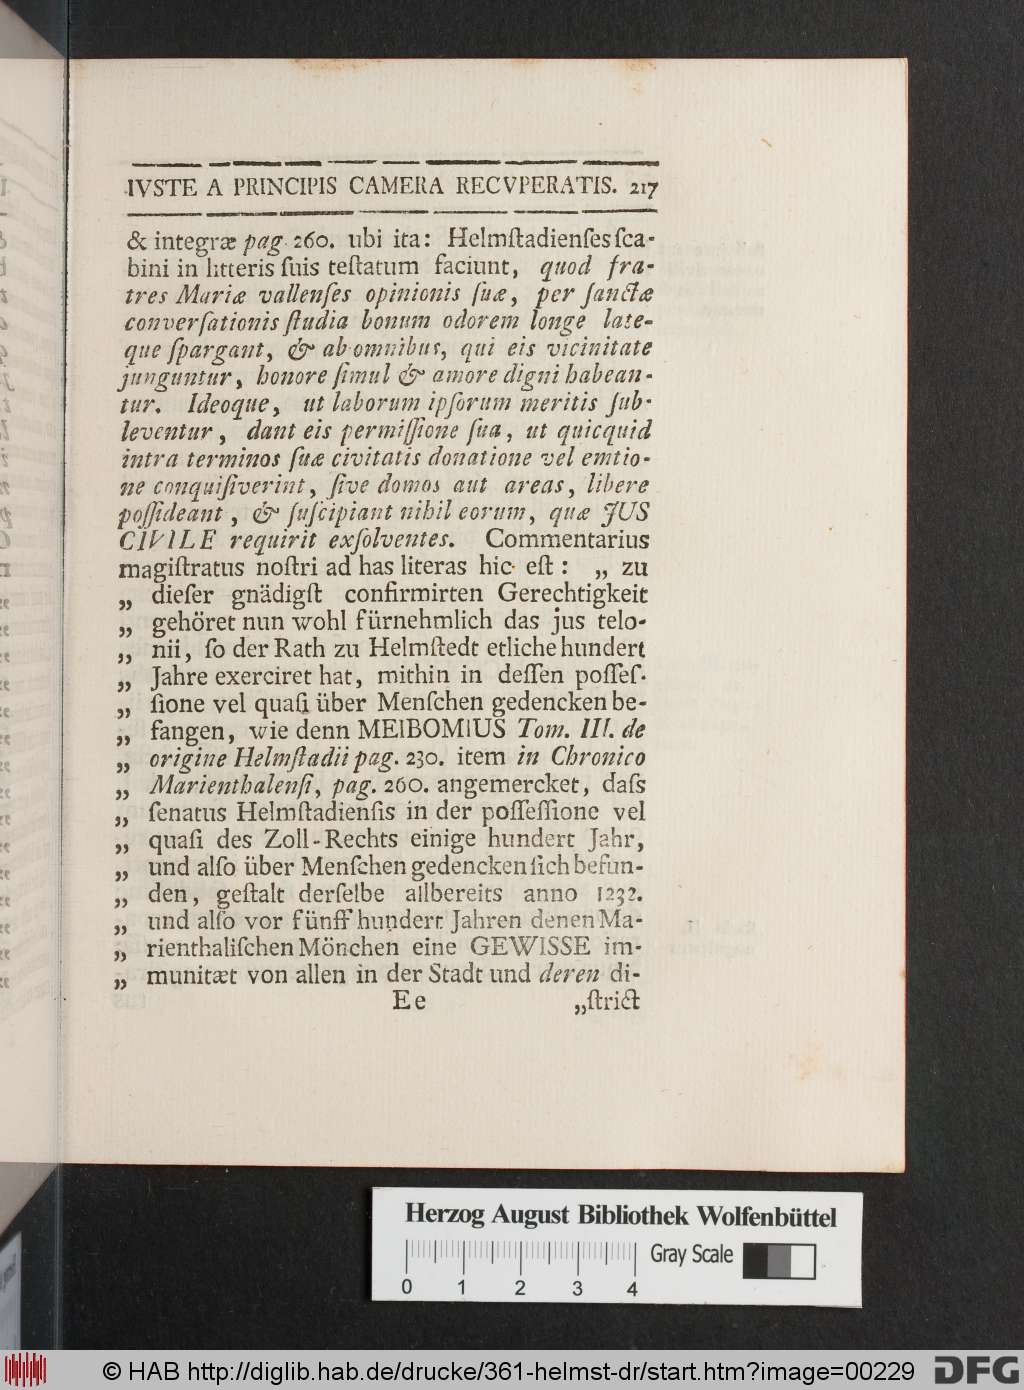 IVSTE A PRINCIPIS CAMERA RECVPERATIS. 217
& integræ pag. 260. ubi ita: Helmſtadienſes ſca-
bini in litteris ſuis teſtatum faciunt, quod fra-
tres Mariæ vallenſes opinionis ſuæ, per ſanctæ
converſationis ſtudia bonum odorem longe late-
que ſpargant, & ab omnibus, qui eis vicinitate
junguntur, honore ſimul & amore digni habean-
tur. Ideoque, ut laborum ipſorum meritis ſub-
leventur, dant eis permiſſione ſua, ut quicquid
intra terminos ſuæ civitatis donatione vel emtio-
ne conquiſiverint, ſive domos aut areas, libere
poſſideant, & ſuſcipiant nihil eorum, quæ JUS
CIVILE requirit exſolventes. Commentarius
magiſtratus noſtri ad has literas hic eſt: „ zu
„ dieſer gnädigſt confirmirten Gerechtigkeit
„ gehöret nun wohl fürnehmlich das jus telo-
„ nii, ſo der Rath zu Helmſtedt etliche hundert
„ Jahre exerciret hat, mithin in deſſen poſſeſ-
„ ſione vel quaſi über Menſchen gedencken be-
„ fangen, wie denn MEIBOMIUS Tom. III. de
„ origine Helmſtadii pag. 230. item in Chronico
„ Marienthalenſi, pag. 260. angemercket, daſs
„ ſenatus Helmſtadienſis in der poſſeſſione vel
„ quaſi des Zoll-Rechts einige hundert Jahr,
„ und alſo über Menſchen gedencken ſich befun-
„ den, geſtalt derſelbe allbereits anno 1232.
„ und alſo vor fünff hundert Jahren denen Ma-
„ rienthaliſchen Mönchen eine GEWISSE im-
„ munitæt von allen in der Stadt und deren di-
Ee „ſtrict
Herzog August Bibliothek Wolfenbüttel
Gray Scale
0 1 2 3 4
© HAB http://diglib.hab.de/drucke/361-helmst-dr/start.htm?image=00229 DFG